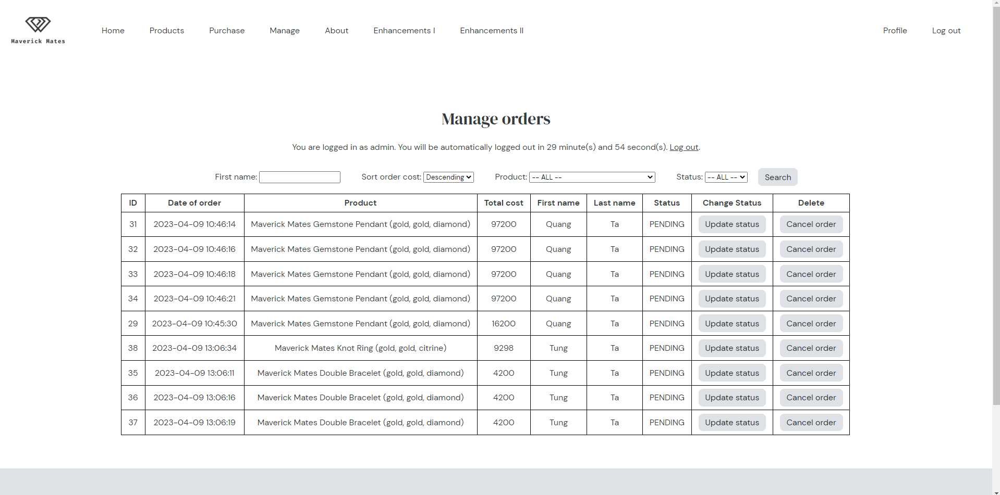 Maverick Mates
Home Products Purchase Manage About Enhancements I Enhancements II Profile Log out
Manage orders
You are logged in as admin. You will be automatically logged out in 29 minute(s) and 54 second(s). Log out.
First name: Sort order cost: Descending Product: -- ALL -- Status: -- ALL -- Search
ID Date of order Product Total cost First name Last name Status Change Status Delete
31 2023-04-09 10:46:14 Maverick Mates Gemstone Pendant (gold, gold, diamond) 97200 Quang Ta PENDING Update status Cancel order
32 2023-04-09 10:46:16 Maverick Mates Gemstone Pendant (gold, gold, diamond) 97200 Quang Ta PENDING Update status Cancel order
33 2023-04-09 10:46:18 Maverick Mates Gemstone Pendant (gold, gold, diamond) 97200 Quang Ta PENDING Update status Cancel order
34 2023-04-09 10:46:21 Maverick Mates Gemstone Pendant (gold, gold, diamond) 97200 Quang Ta PENDING Update status Cancel order
29 2023-04-09 10:45:30 Maverick Mates Gemstone Pendant (gold, gold, diamond) 16200 Quang Ta PENDING Update status Cancel order
38 2023-04-09 13:06:34 Maverick Mates Knot Ring (gold, gold, citrine) 9298 Tung Ta PENDING Update status Cancel order
35 2023-04-09 13:06:11 Maverick Mates Double Bracelet (gold, gold, diamond) 4200 Tung Ta PENDING Update status Cancel order
36 2023-04-09 13:06:16 Maverick Mates Double Bracelet (gold, gold, diamond) 4200 Tung Ta PENDING Update status Cancel order
37 2023-04-09 13:06:19 Maverick Mates Double Bracelet (gold, gold, diamond) 4200 Tung Ta PENDING Update status Cancel order